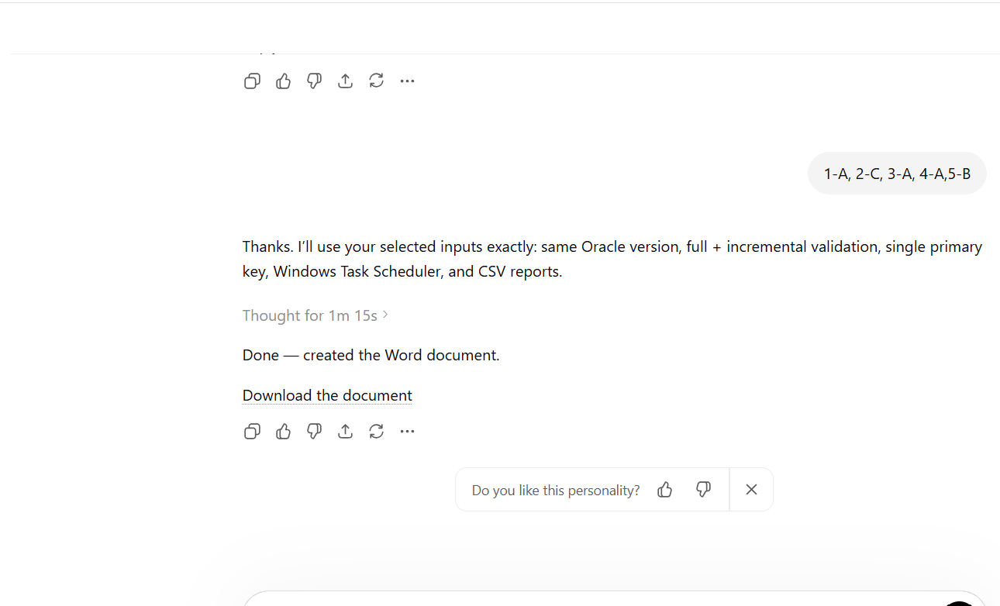 1-A, 2-C, 3-A, 4-A,5-B
Thanks. I’ll use your selected inputs exactly: same Oracle version, full + incremental validation, single primary
key, Windows Task Scheduler, and CSV reports.
Thought for 1m 15s >
Done — created the Word document.
Download the document
Do you like this personality?